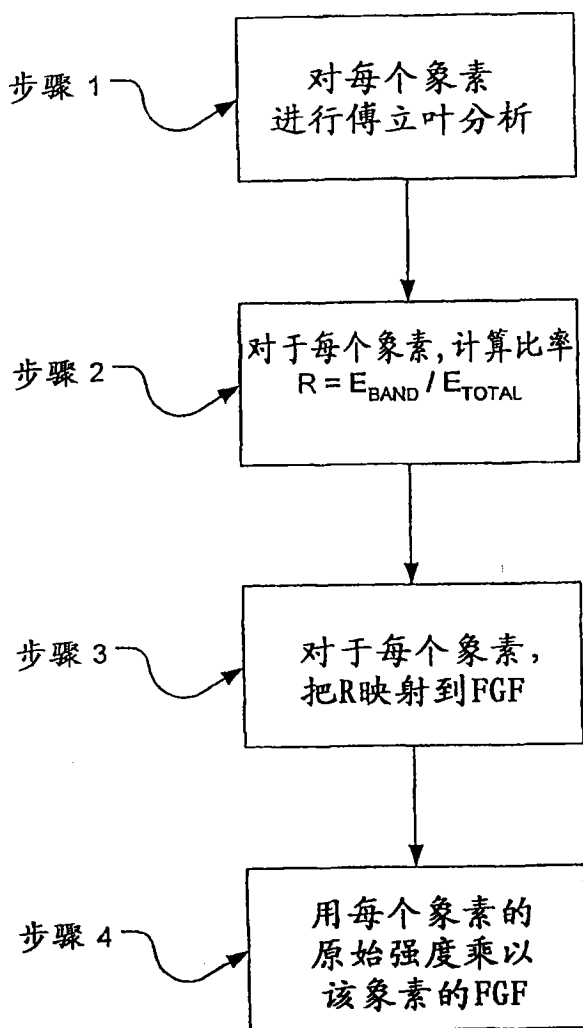 步骤 1
对每个象素
进行傅立叶分析
步骤 2
对于每个象素,计算比率
R = E_BAND / E_TOTAL
步骤 3
对于每个象素,
把R映射到FGF
步骤 4
用每个象素的
原始强度乘以
该象素的FGF